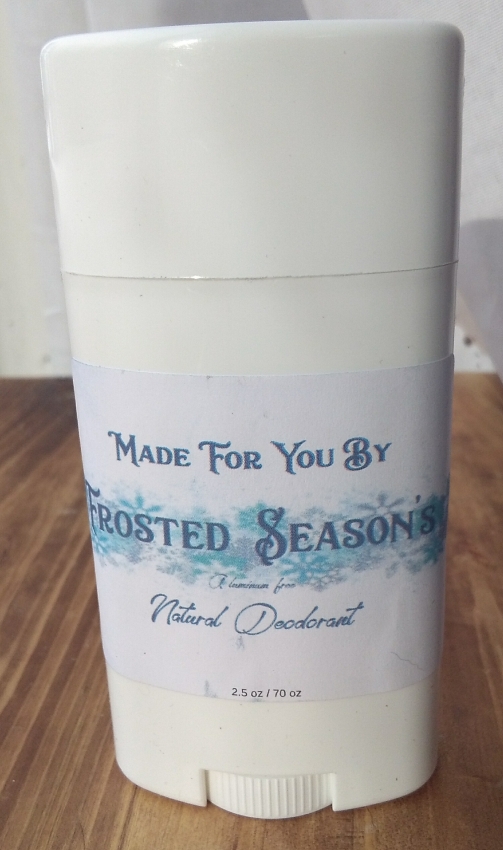 Made For You By
Frosted Season's
Aluminum free
Natural Deodorant
2.5 oz / 70 oz